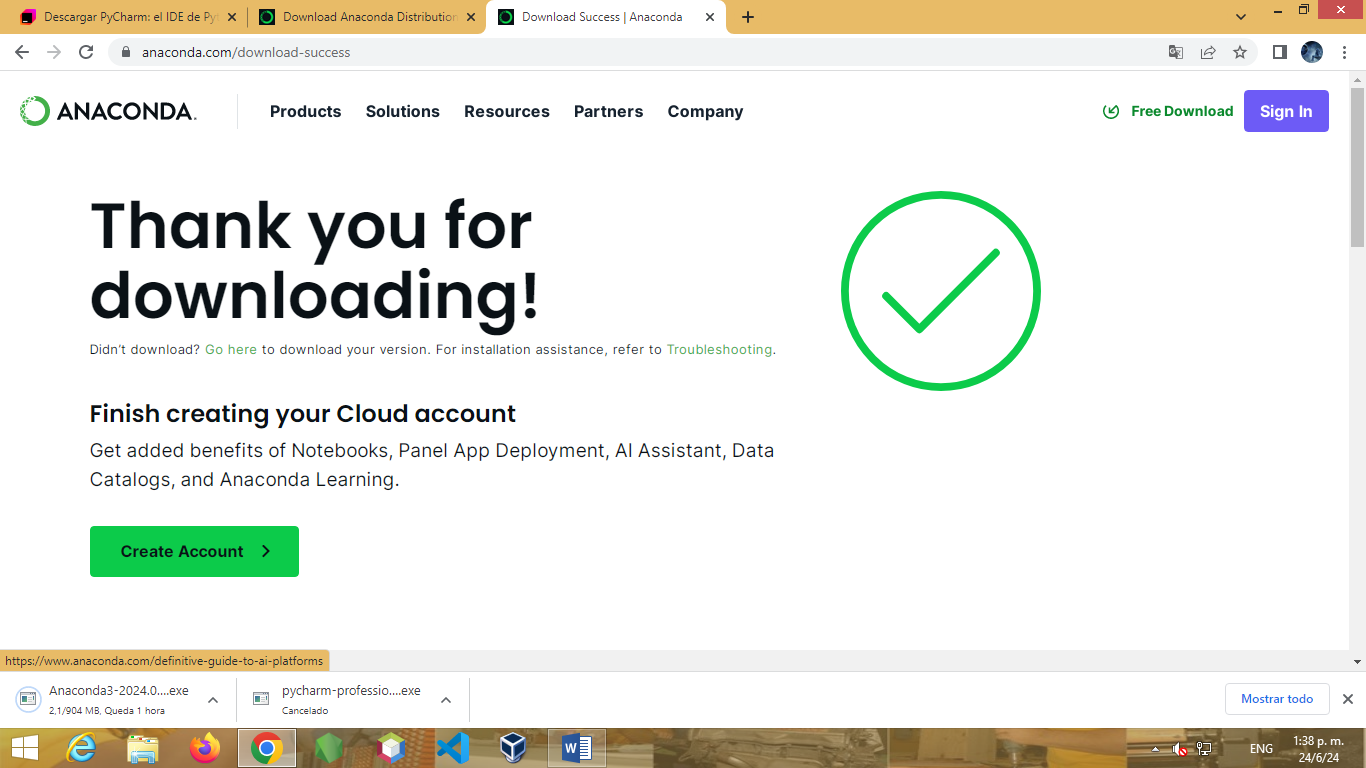 Descargar PyCharm: el IDE de Py
Download Anaconda Distribution
Download Success | Anaconda
anaconda.com/download-success
ANACONDA.
Products
Solutions
Resources
Partners
Company
Free Download
Sign In
Thank you for
downloading!
Didn't download? Go here to download your version. For installation assistance, refer to Troubleshooting.
Finish creating your Cloud account
Get added benefits of Notebooks, Panel App Deployment, AI Assistant, Data
Catalogs, and Anaconda Learning.
Create Account
https://www.anaconda.com/definitive-guide-to-ai-platforms
Anaconda3-2024.0....exe
2,1/904 MB, Queda 1 hora
pycharm-professio....exe
Cancelado
Mostrar todo
ENG
1:38 p. m.
24/6/24